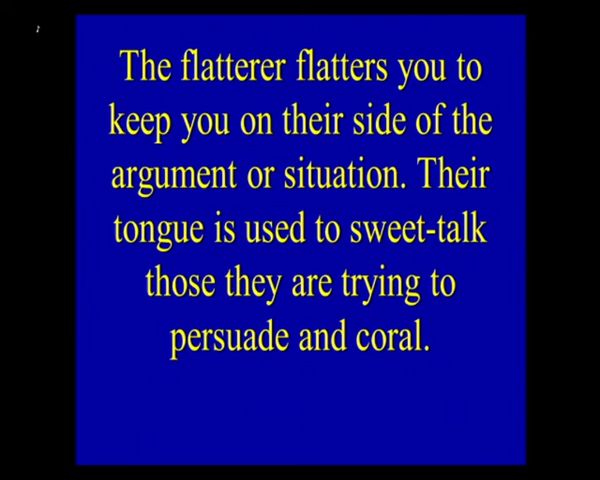 The flatterer flatters you to
keep you on their side of the
argument or situation. Their
tongue is used to sweet-talk
those they are trying to
persuade and coral.